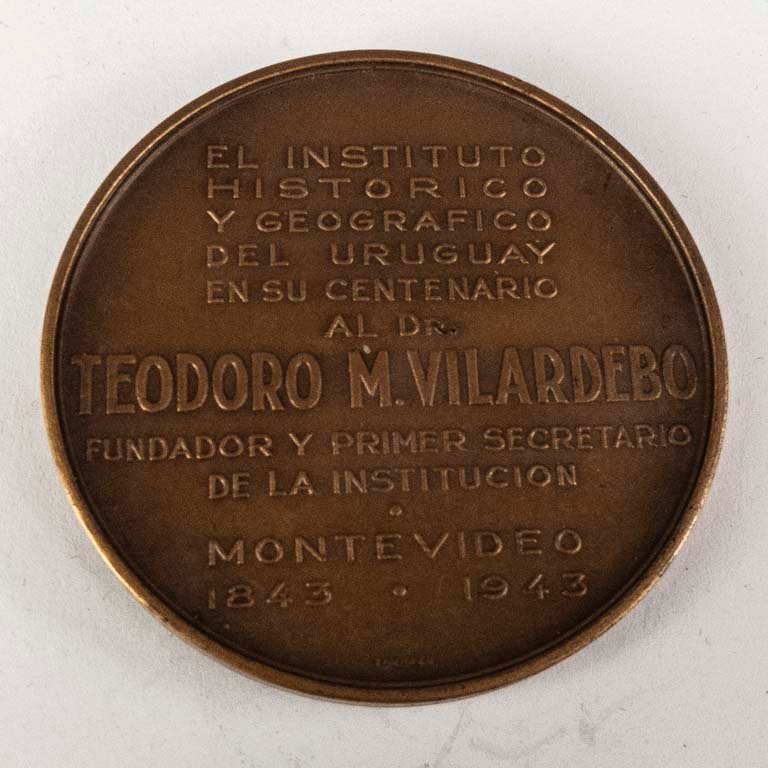 EL INSTITUTO
HISTORICO
Y GEOGRAFICO
DEL URUGUAY
EN SU CENTENARIO
AL DR.
TEODORO M. VILARDEBO
FUNDADOR Y PRIMER SECRETARIO
DE LA INSTITUCION
•
MONTEVIDEO
1843 • 1943